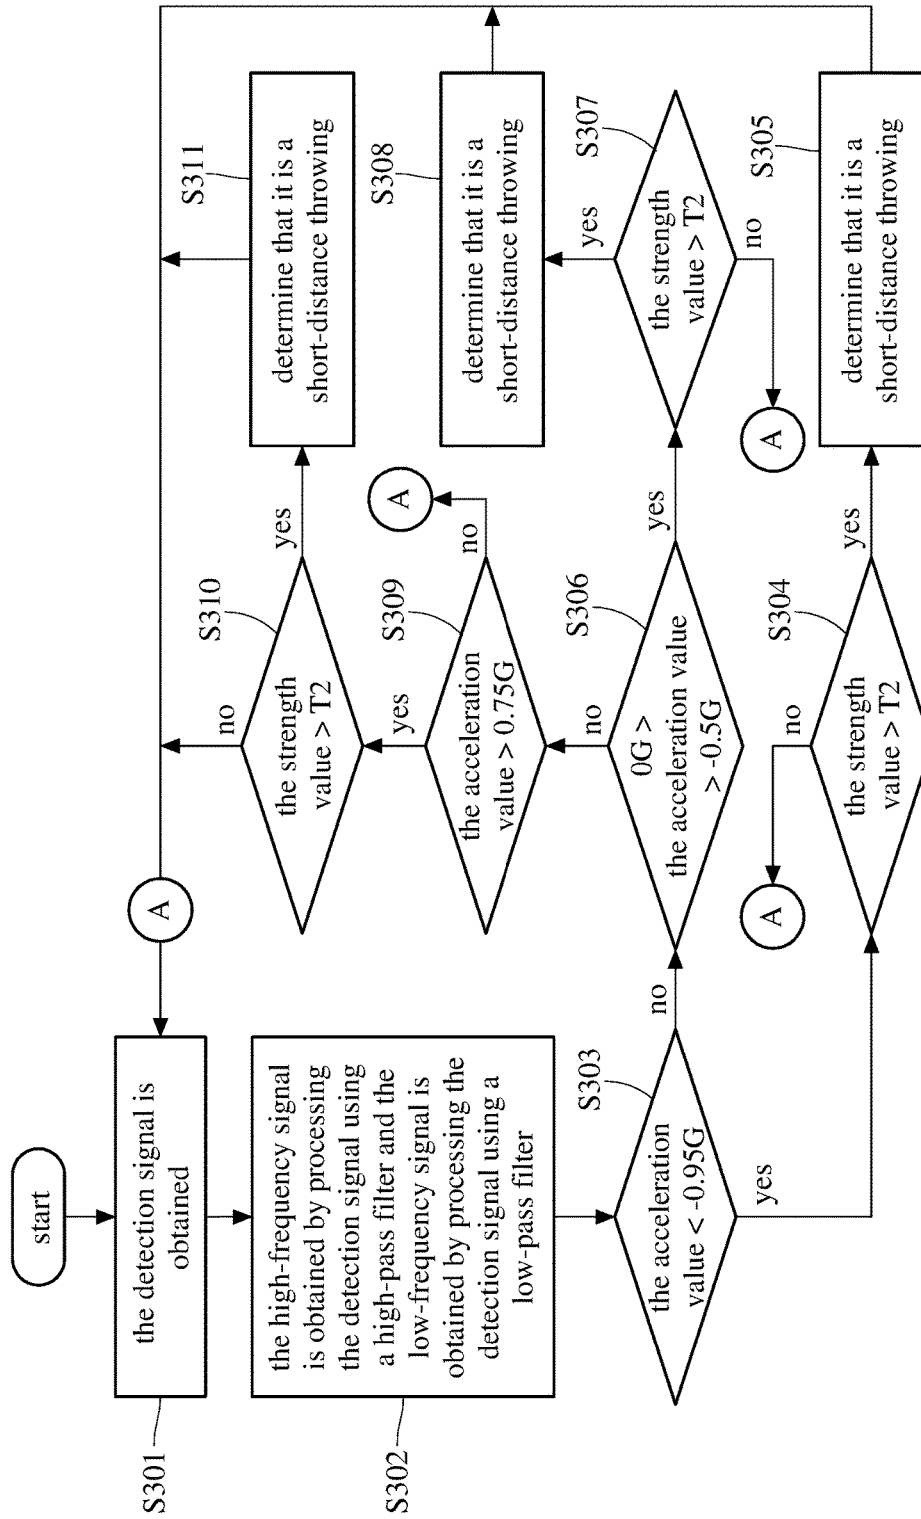 start
S301
the detection signal is
obtained
A
S302
the high-frequency signal
is obtained by processing
the detection signal using
a high-pass filter and the
low-frequency signal is
obtained by processing the
detection signal using a
low-pass filter
S303
the acceleration
value < -0.95G
no
yes
S304
the strength
value > T2
no
A
yes
S305
determine that it is a
short-distance throwing
S306
0G >
the acceleration value
> -0.5G
no
yes
S307
the strength
value > T2
no
A
yes
S308
determine that it is a
short-distance throwing
S309
the acceleration
value > 0.75G
no
A
yes
S310
the strength
value > T2
no
yes
S311
determine that it is a
short-distance throwing